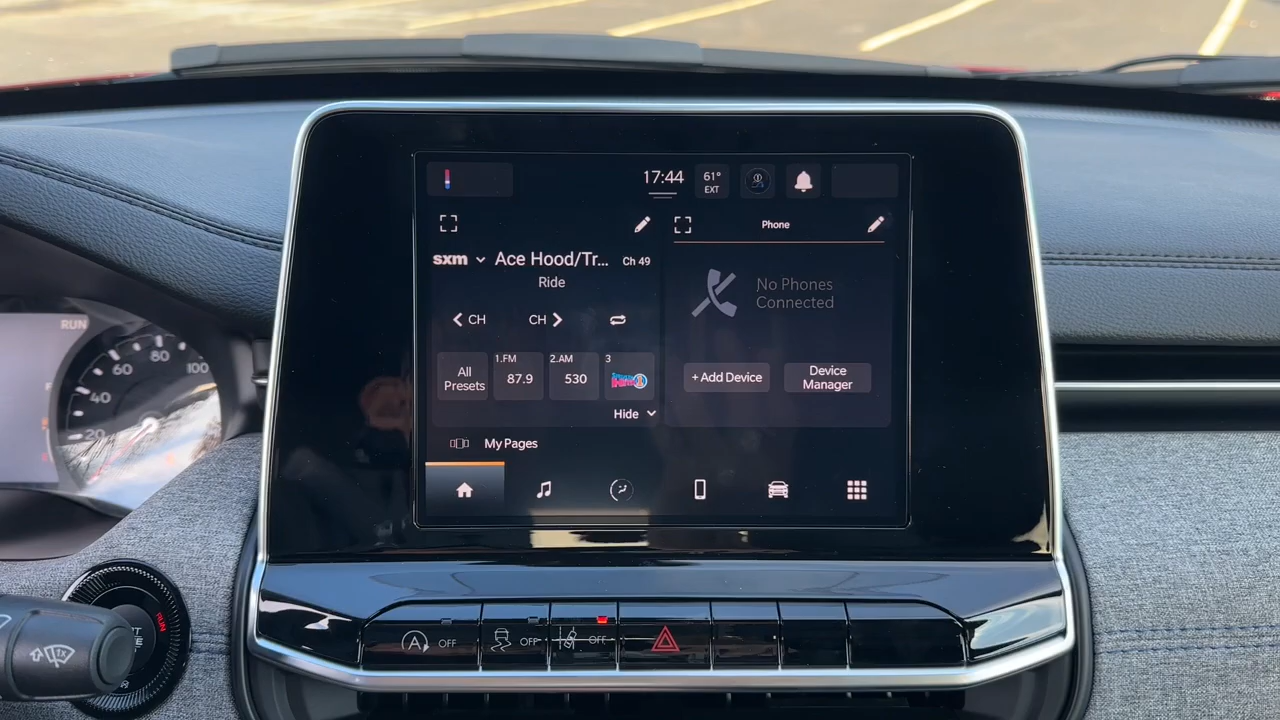 17:44
61°
EXT
Phone
sxm Ace Hood/Tr... Ch 49
Ride
No Phones
Connected
CH CH
1.FM 2.AM 3
All
Presets
87.9 530
+ Add Device
Device
Manager
Hide
My Pages
RUN
20 40 60 80 100
A OFF OFF OFF
RUN
1X